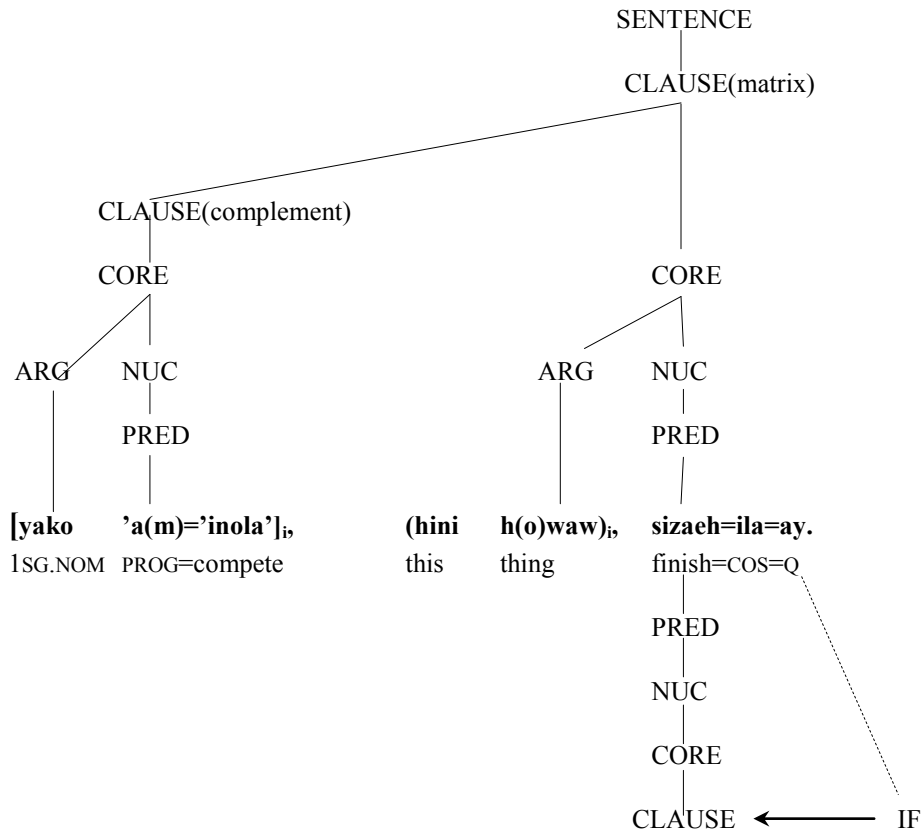 SENTENCE
CLAUSE(matrix)
CLAUSE(complement)
CORE CORE
ARG NUC ARG NUC
PRED PRED
[yako ’a(m)=’inola’]i, (hini h(o)waw)i, sizaeh=ila=ay.
1SG.NOM PROG=compete this thing finish=COS=Q
PRED
NUC
CORE
CLAUSE IF